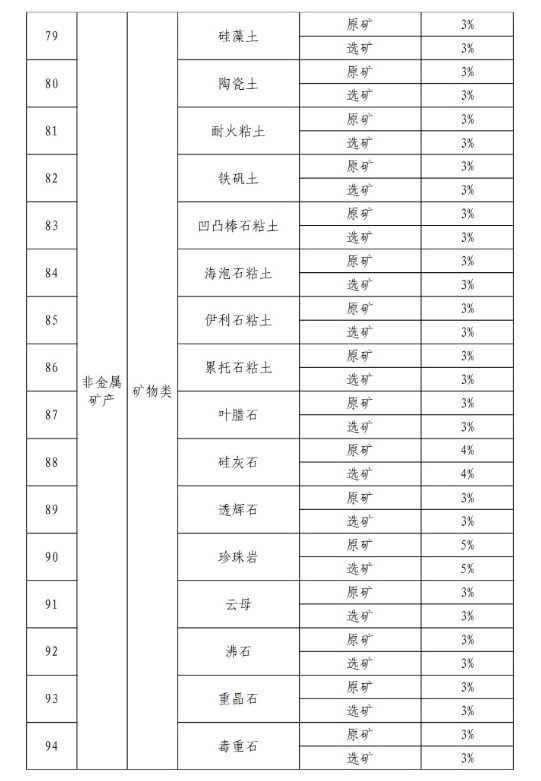 79 硅藻土 原矿 3%
选矿 3%
80 陶瓷土 原矿 3%
选矿 3%
81 耐火粘土 原矿 3%
选矿 3%
82 铁矾土 原矿 3%
选矿 3%
83 凹凸棒石粘土 原矿 3%
选矿 3%
84 海泡石粘土 原矿 3%
选矿 3%
85 伊利石粘土 原矿 3%
选矿 3%
86 累托石粘土 原矿 3%
选矿 3%
非金属
矿产 矿物类
87 叶腊石 原矿 3%
选矿 3%
88 硅灰石 原矿 4%
选矿 4%
89 透辉石 原矿 3%
选矿 3%
90 珍珠岩 原矿 5%
选矿 5%
91 云母 原矿 3%
选矿 3%
92 沸石 原矿 3%
选矿 3%
93 重晶石 原矿 3%
选矿 3%
94 毒重石 原矿 3%
选矿 3%